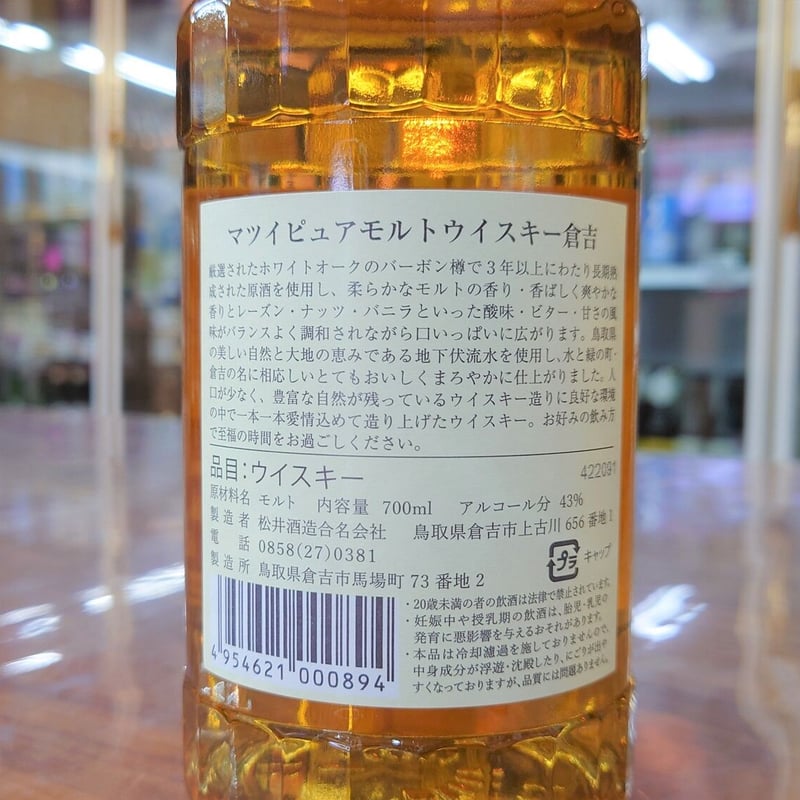 マツイピュアモルトウイスキー倉吉
厳選されたホワイトオークのバーボン樽で3年以上にわたり長期熟
成された原酒を使用し、柔らかなモルトの香り・香ばしく爽やかな
香りとレーズン・ナッツ・バニラといった酸味・ビター・甘さの風
味がバランスよく調和されながら口いっぱいに広がります。鳥取県
の美しい自然と大地の恵みである地下伏流水を使用し、水と緑の町・
倉吉の名に相応しいとてもおいしくまろやかに仕上がりました。人
口が少なく、豊富な自然が残っているウイスキー造りに良好な環境
の中で一本一本愛情込めて造り上げたウイスキー。お好みの飲み方
で至福の時間をお過ごしください。
品目:ウイスキー 422091
原材料名 モルト 内容量 700ml アルコール分 43%
製造者 松井酒造合名会社 鳥取県倉吉市上古川 656 番地 1
電話 0858(27)0381
製造所 鳥取県倉吉市馬場町 73 番地 2
プラ キャップ
・20歳未満の者の飲酒は法律で禁止されています。
・妊娠中や授乳期の飲酒は、胎児・乳児の
発育に悪影響を与えるおそれがあります。
・本品は冷却濾過を施しておりませんので、
中身成分が浮遊・沈殿したり、にごりが出や
すくなっておりますが、品質には問題ありません。
4 954621 000894